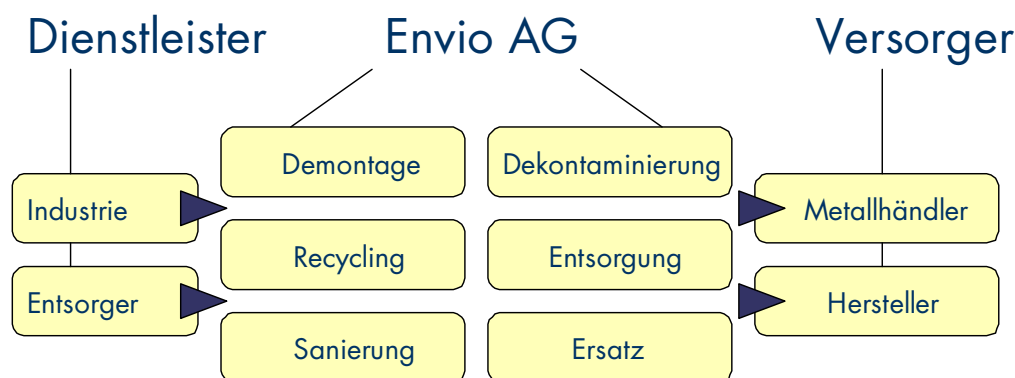 Dienstleister
Envio AG
Versorger
Demontage
Dekontaminierung
Industrie
Metallhändler
Recycling
Entsorgung
Entsorger
Hersteller
Sanierung
Ersatz